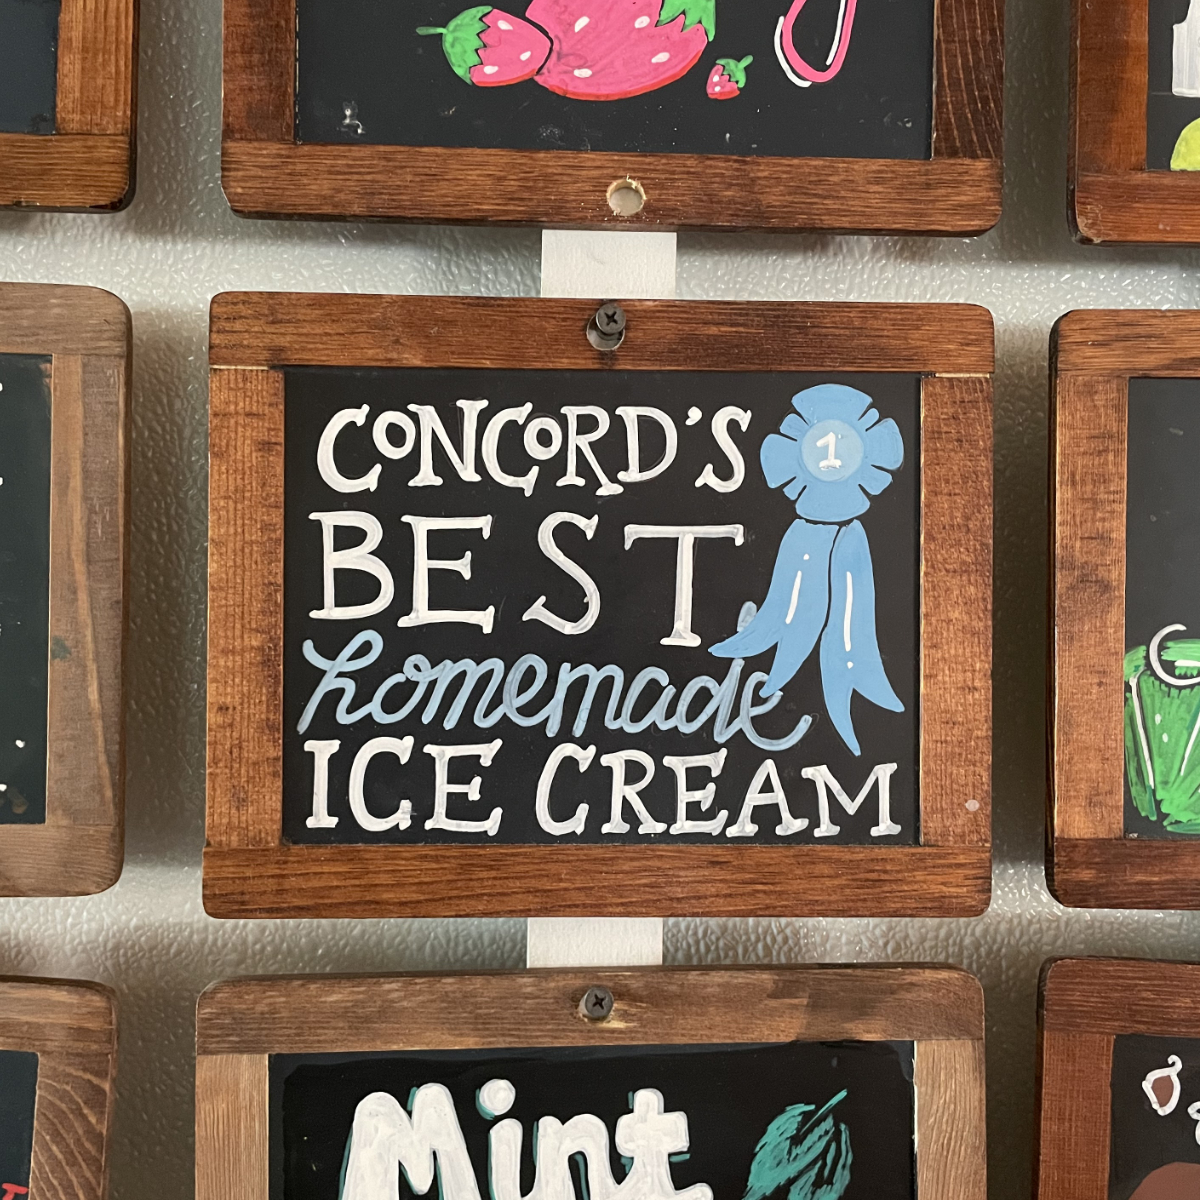 CONCORD'S
1
BEST
homemade
ICE CREAM
Mint